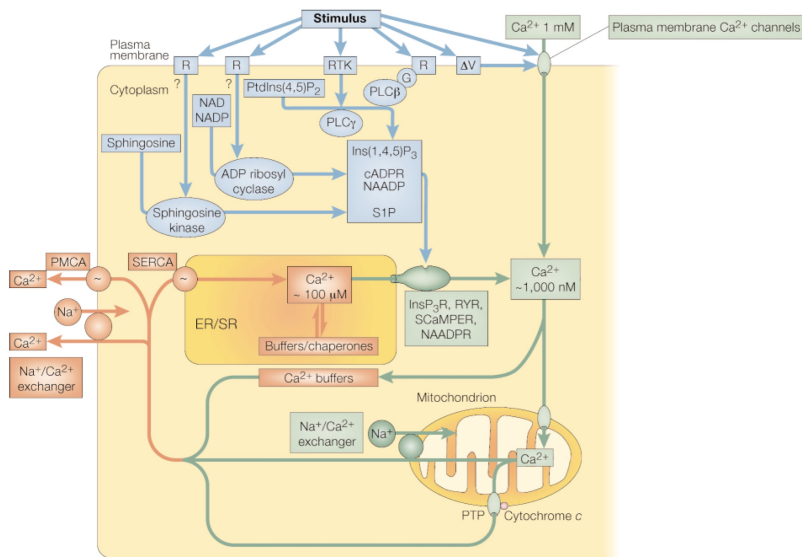 Stimulus
Ca²⁺ 1 mM
Plasma membrane Ca²⁺ channels
Plasma
membrane
R
R
RTK
R
ΔV
?
?
G
Cytoplasm
NAD
NADP
PtdIns(4,5)P₂
PLCβ
PLCγ
Sphingosine
Ins(1,4,5)P₃
cADPR
NAADP
S1P
ADP ribosyl
cyclase
Sphingosine
kinase
PMCA
SERCA
Ca²⁺
~
~
Ca²⁺
~ 100 μM
Ca²⁺
~1,000 nM
Na⁺
ER/SR
InsP₃R, RYR,
SCaMPER,
NAADPR
Ca²⁺
Buffers/chaperones
Na⁺/Ca²⁺
exchanger
Ca²⁺ buffers
Mitochondrion
Na⁺/Ca²⁺
exchanger
Na⁺
Ca²⁺
PTP
Cytochrome c